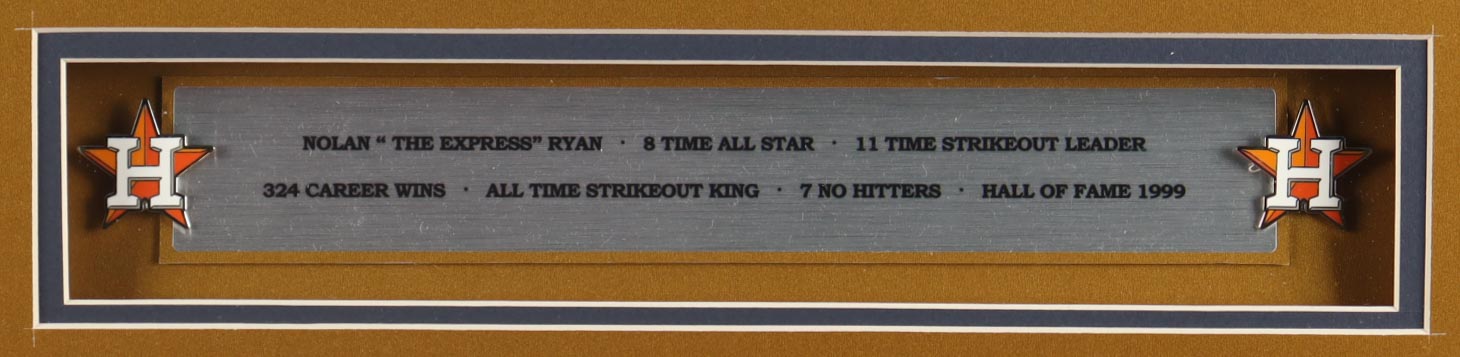 NOLAN “ THE EXPRESS” RYAN · 8 TIME ALL STAR · 11 TIME STRIKEOUT LEADER
324 CAREER WINS · ALL TIME STRIKEOUT KING · 7 NO HITTERS · HALL OF FAME 1999
H H